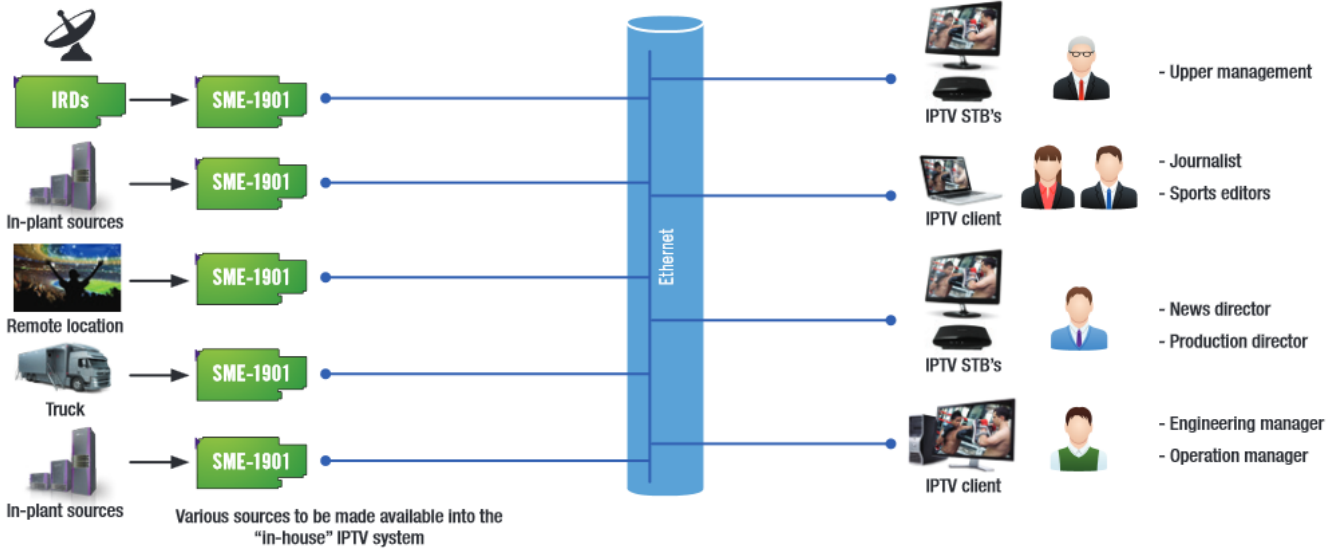 IRDs
SME-1901
In-plant sources
SME-1901
Remote location
SME-1901
Truck
SME-1901
In-plant sources
SME-1901
Various sources to be made available into the
“in-house” IPTV system
Ethernet
IPTV STB's
- Upper management
IPTV client
- Journalist
- Sports editors
IPTV STB's
- News director
- Production director
IPTV client
- Engineering manager
- Operation manager